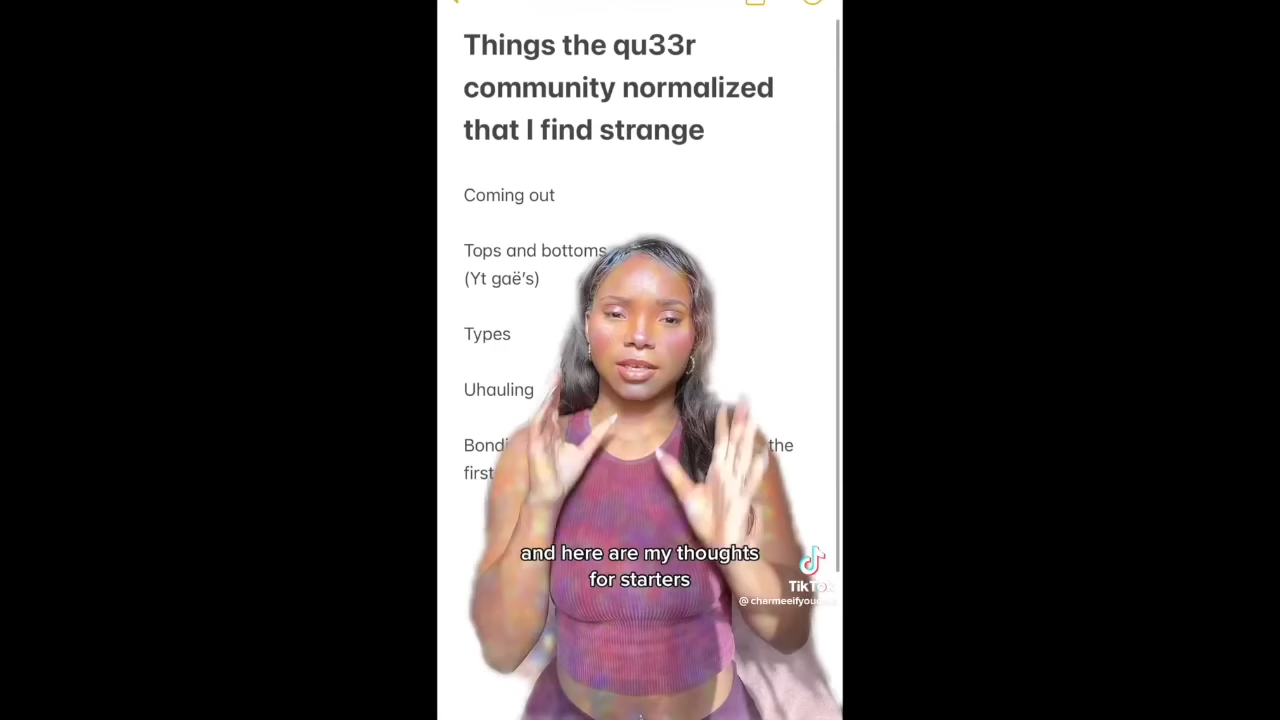 Things the qu33r
community normalized
that I find strange
Coming out
Tops and bottoms
(Yt gaë's)
Types
Uhauling
the
first
and here are my thoughts
for starters
TikTok